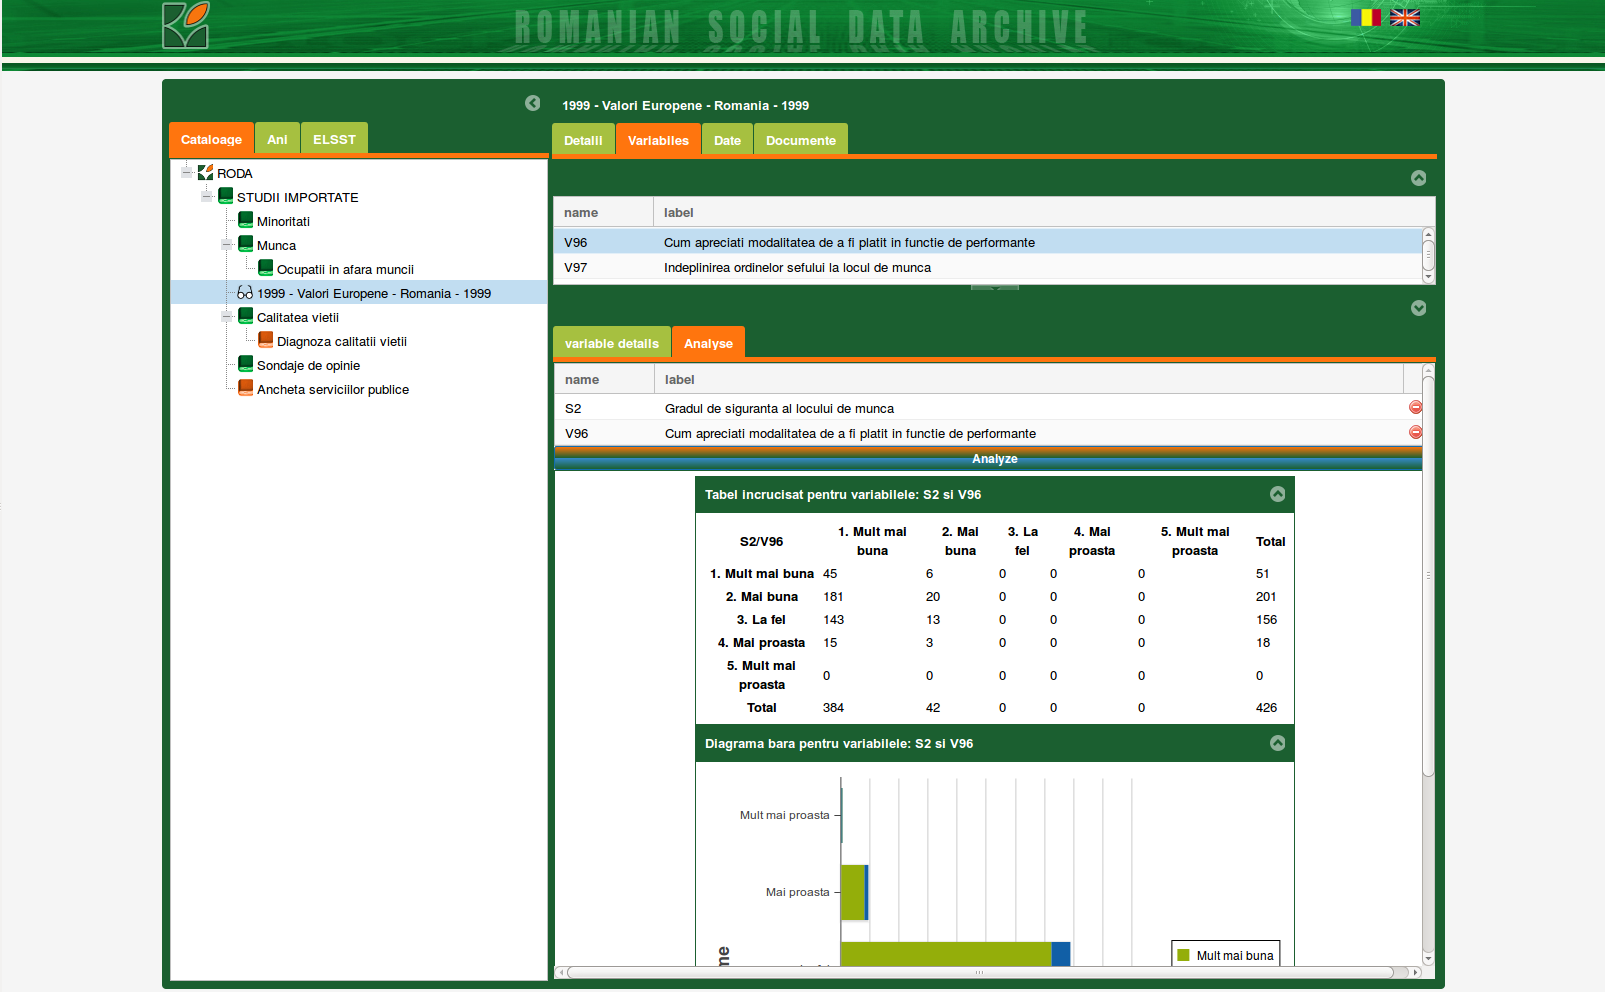 ROMANIAN SOCIAL DATA ARCHIVE
1999 - Valori Europene - Romania - 1999
Cataloage Ani ELSST
Detalii Variabiles Date Documente
RODA
STUDII IMPORTATE
Minoritati
Munca
Ocupatii in afara muncii
1999 - Valori Europene - Romania - 1999
Calitatea vietii
Diagnoza calitatii vietii
Sondaje de opinie
Ancheta serviciilor publice
name label
V96 Cum apreciati modalitatea de a fi platit in functie de performante
V97 Indeplinirea ordinelor sefului la locul de munca
variable details Analyse
name label
S2 Gradul de siguranta al locului de munca
V96 Cum apreciati modalitatea de a fi platit in functie de performante
Analyze
Tabel incrucisat pentru variabilele: S2 si V96
S2/V96 1. Mult mai buna 2. Mai buna 3. La fel 4. Mai proasta 5. Mult mai proasta Total
1. Mult mai buna 45 6 0 0 0 51
2. Mai buna 181 20 0 0 0 201
3. La fel 143 13 0 0 0 156
4. Mai proasta 15 3 0 0 0 18
5. Mult mai proasta 0 0 0 0 0 0
Total 384 42 0 0 0 426
Diagrama bara pentru variabilele: S2 si V96
Mult mai proasta
Mai proasta
Mult mai buna